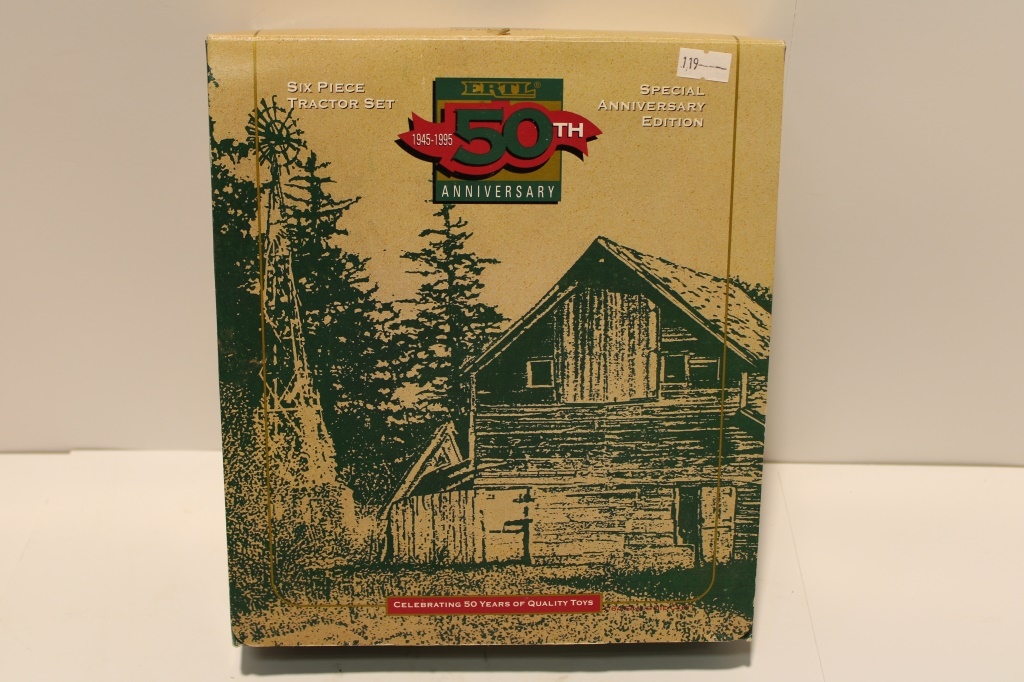 119-
SIX PIECE
TRACTOR SET
ERTL®
1945-1995
50TH
ANNIVERSARY
SPECIAL
ANNIVERSARY
EDITION
CELEBRATING 50 YEARS OF QUALITY TOYS